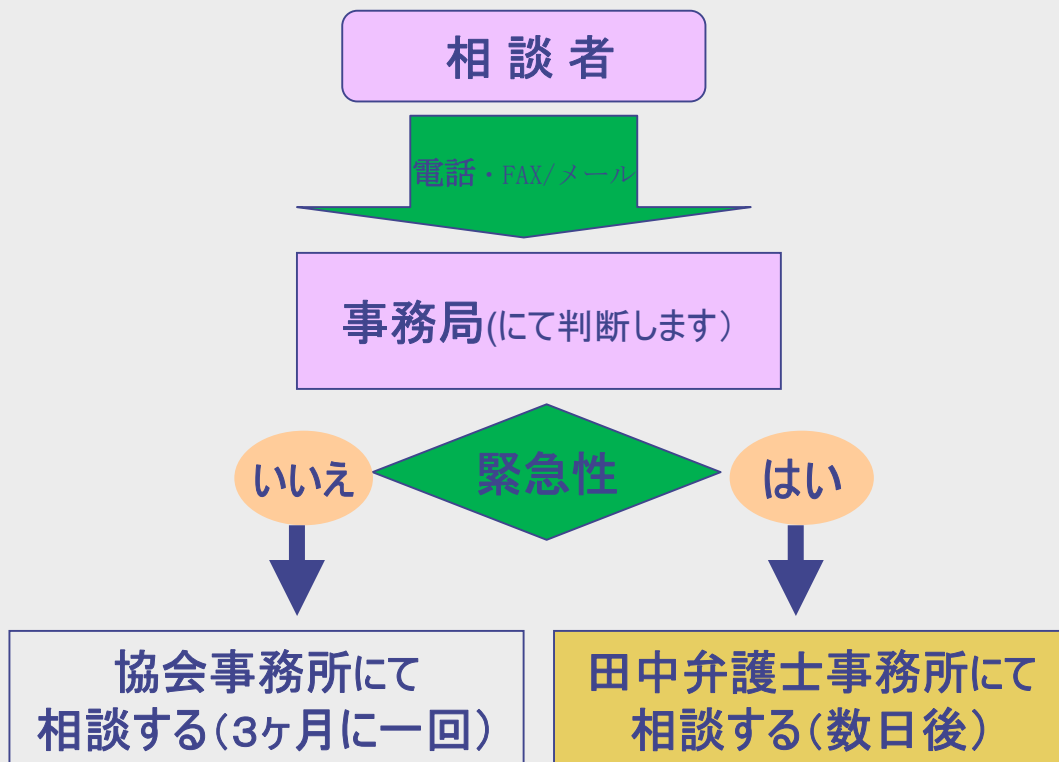 相 談 者
電話・FAX/メール
事務局(にて判断します）
いいえ
緊急性
はい
協会事務所にて
相談する(3ヶ月に一回）
田中弁護士事務所にて
相談する(数日後）